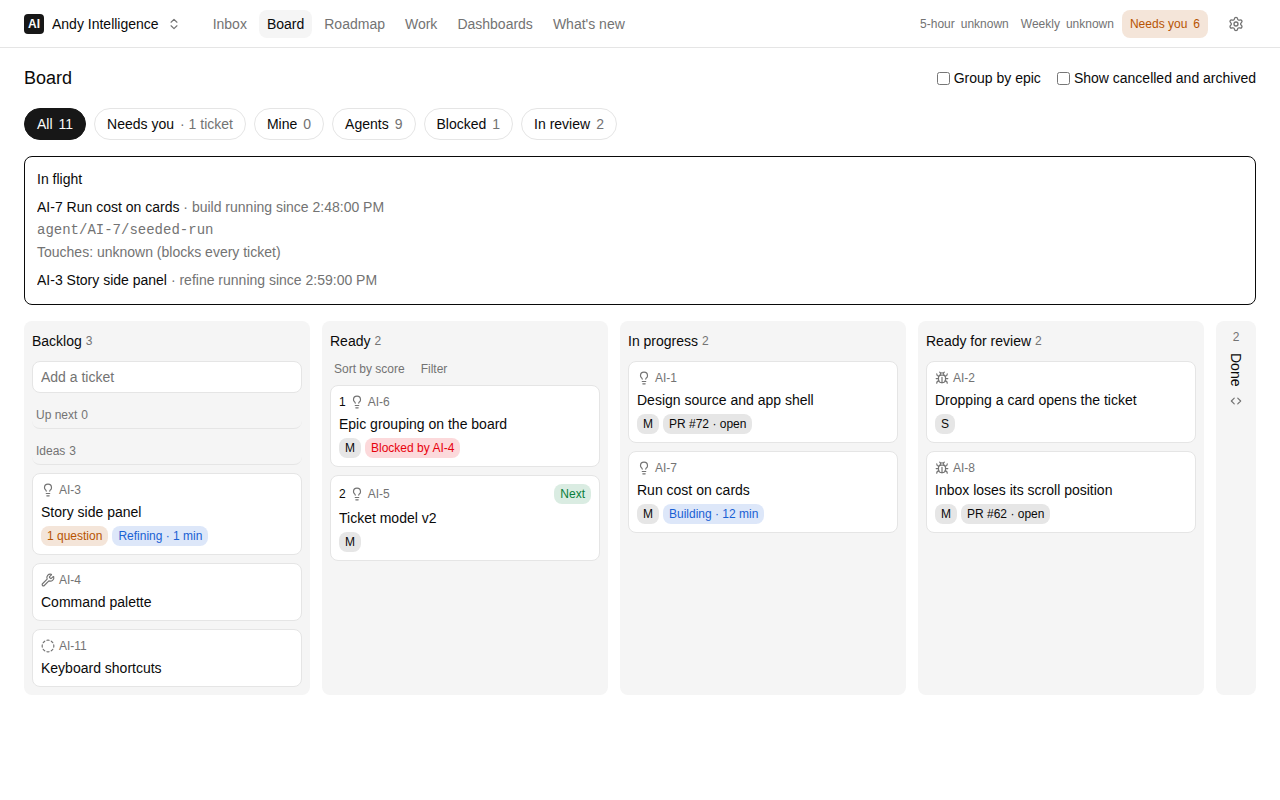 AI Andy Intelligence Inbox Board Roadmap Work Dashboards What's new 5-hour unknown Weekly unknown Needs you 6
Board Group by epic Show cancelled and archived
All 11 Needs you · 1 ticket Mine 0 Agents 9 Blocked 1 In review 2
In flight
AI-7 Run cost on cards · build running since 2:48:00 PM
agent/AI-7/seeded-run
Touches: unknown (blocks every ticket)
AI-3 Story side panel · refine running since 2:59:00 PM
Backlog 3
Add a ticket
Up next 0
Ideas 3
AI-3
Story side panel
1 question Refining · 1 min
AI-4
Command palette
AI-11
Keyboard shortcuts
Ready 2
Sort by score Filter
1 AI-6
Epic grouping on the board
M Blocked by AI-4
2 AI-5 Next
Ticket model v2
M
In progress 2
AI-1
Design source and app shell
M PR #72 · open
AI-7
Run cost on cards
M Building · 12 min
Ready for review 2
AI-2
Dropping a card opens the ticket
S
AI-8
Inbox loses its scroll position
M PR #62 · open
2
Done